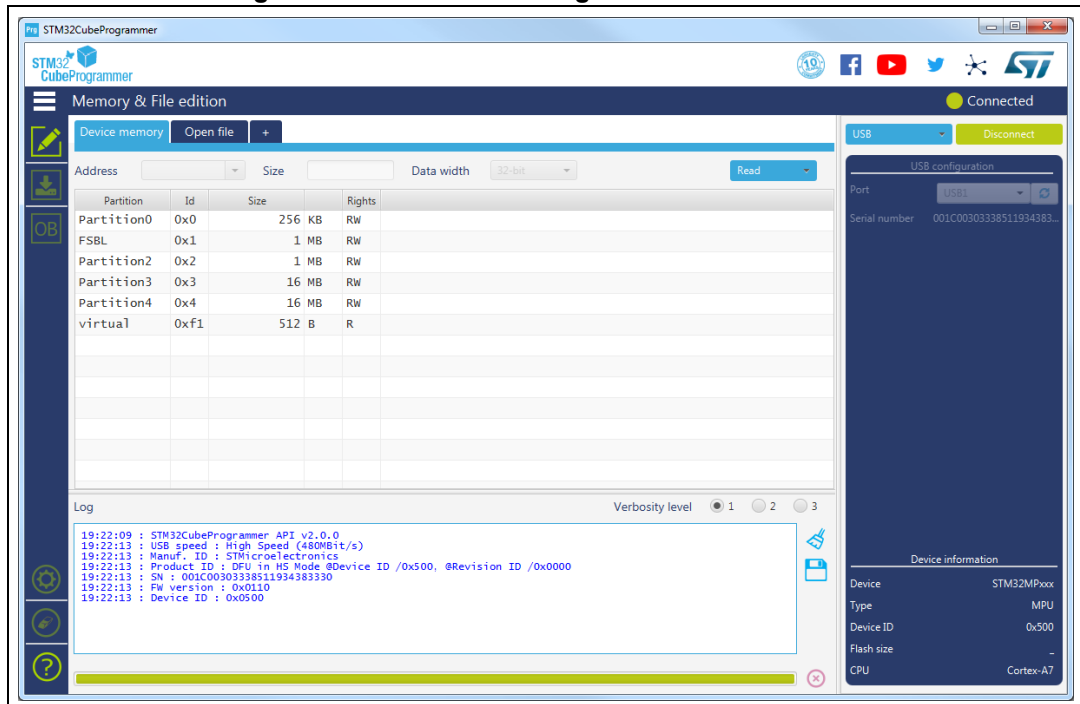 STM32CubeProgrammer
STM32
CubeProgrammer
Memory & File edition
Connected
Device memory Open file +
USB Disconnect
Address Size Data width 32-bit Read
USB configuration
Port USB1
Serial number 001C00303338511934383...
Partition Id Size Rights
Partition0 0x0 256 KB RW
FSBL 0x1 1 MB RW
Partition2 0x2 1 MB RW
Partition3 0x3 16 MB RW
Partition4 0x4 16 MB RW
virtual 0xf1 512 B R
OB
Log Verbosity level 1 2 3
19:22:09 : STM32CubeProgrammer API v2.0.0
19:22:13 : USB speed : High Speed (480MBit/s)
19:22:13 : Manuf. ID : STMicroelectronics
19:22:13 : Product ID : DFU in HS Mode @Device ID /0x500, @Revision ID /0x0000
19:22:13 : SN : 001C00303338511934383330
19:22:13 : FW version : 0x0110
19:22:13 : Device ID : 0x0500
Device information
Device STM32MPxxx
Type MPU
Device ID 0x500
Flash size _
CPU Cortex-A7